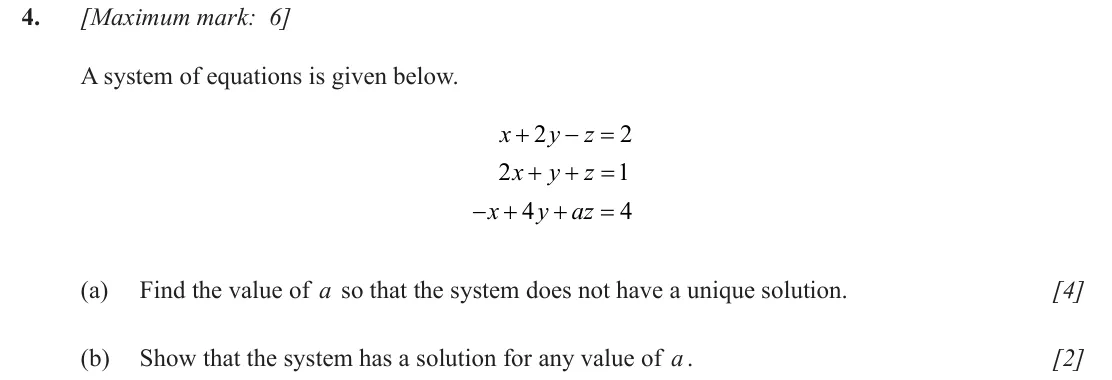 4. [Maximum mark: 6]
A system of equations is given below.
x + 2y − z = 2
2x + y + z = 1
−x + 4y + az = 4
(a) Find the value of a so that the system does not have a unique solution. [4]
(b) Show that the system has a solution for any value of a. [2]